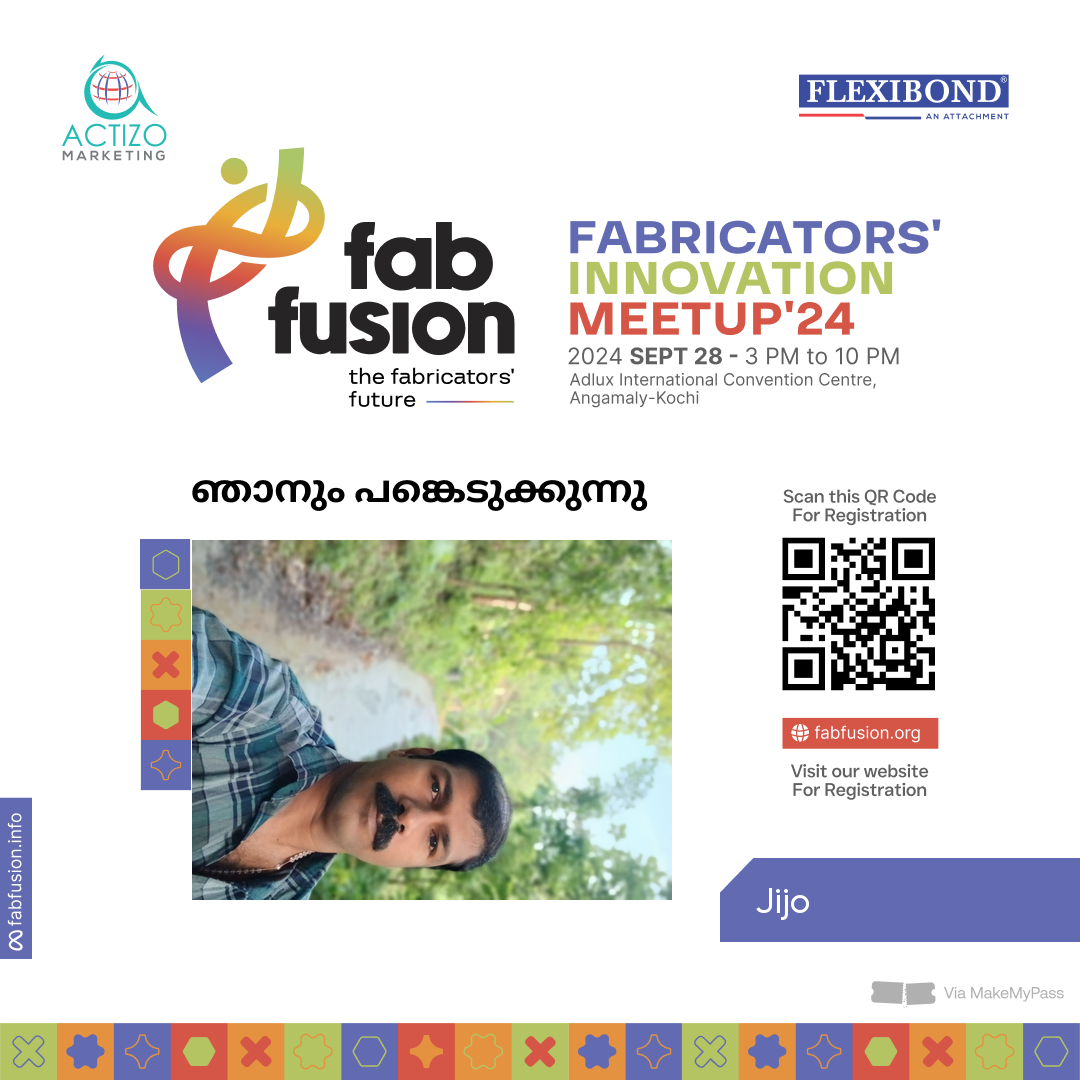 ACTIZO
MARKETING
FLEXIBOND®
AN ATTACHMENT
fab
fusion
the fabricators'
future
FABRICATORS'
INNOVATION
MEETUP'24
2024 SEPT 28 - 3 PM to 10 PM
Adlux International Convention Centre,
Angamaly-Kochi
ഞാനും പങ്കെടുക്കുന്നു
Scan this QR Code
For Registration
fabfusion.org
Visit our website
For Registration
fabfusion.info
Jijo
Via MakeMyPass